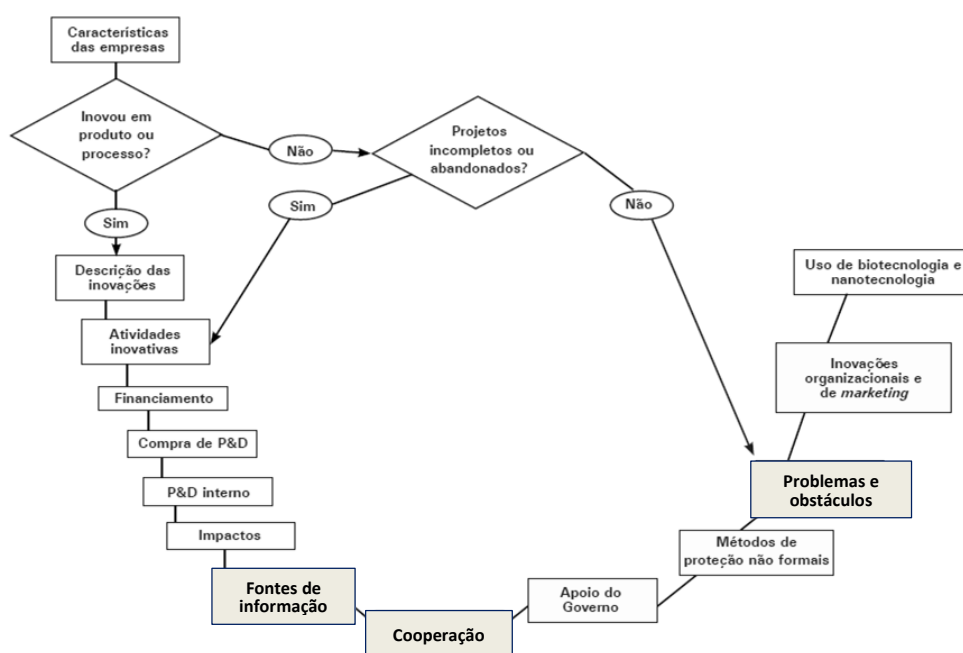 Características
das empresas
Inovou em
produto ou
processo?
Não
Projetos
incompletos ou
abandonados?
Sim
Sim
Não
Descrição das
inovações
Atividades
inovativas
Financiamento
Compra de P&D
P&D interno
Impactos
Fontes de
informação
Cooperação
Apoio do
Governo
Métodos de
proteção não formais
Problemas e
obstáculos
Inovações
organizacionais e
de marketing
Uso de biotecnologia e
nanotecnologia